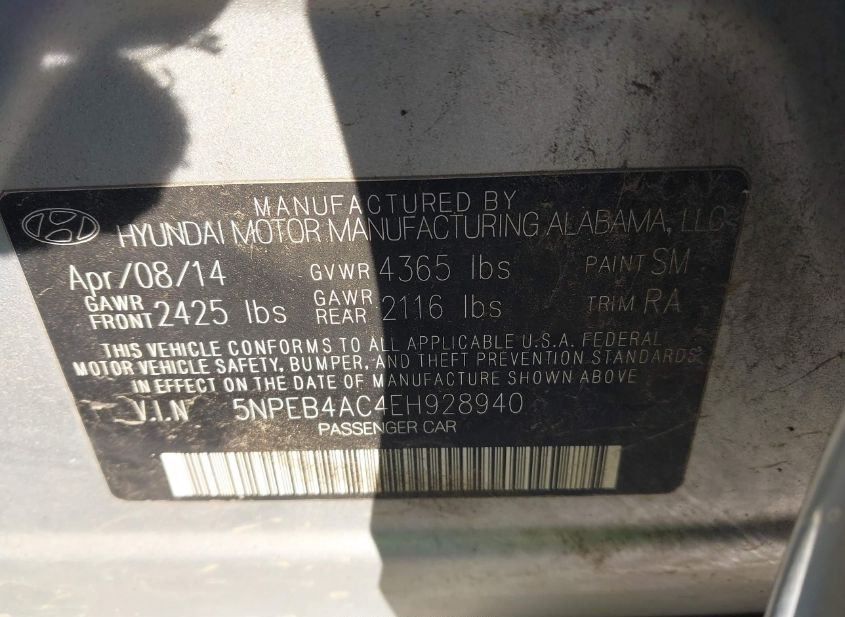 MANUFACTURED BY
HYUNDAI MOTOR MANUFACTURING ALABAMA, LLC
Apr/08/14 GVWR 4365 lbs PAINT SM
GAWR FRONT 2425 lbs GAWR REAR 2116 lbs TRIM RA
THIS VEHICLE CONFORMS TO ALL APPLICABLE U.S.A. FEDERAL
MOTOR VEHICLE SAFETY, BUMPER, AND THEFT PREVENTION STANDARDS
IN EFFECT ON THE DATE OF MANUFACTURE SHOWN ABOVE
V.I.N 5NPEB4AC4EH928940
PASSENGER CAR